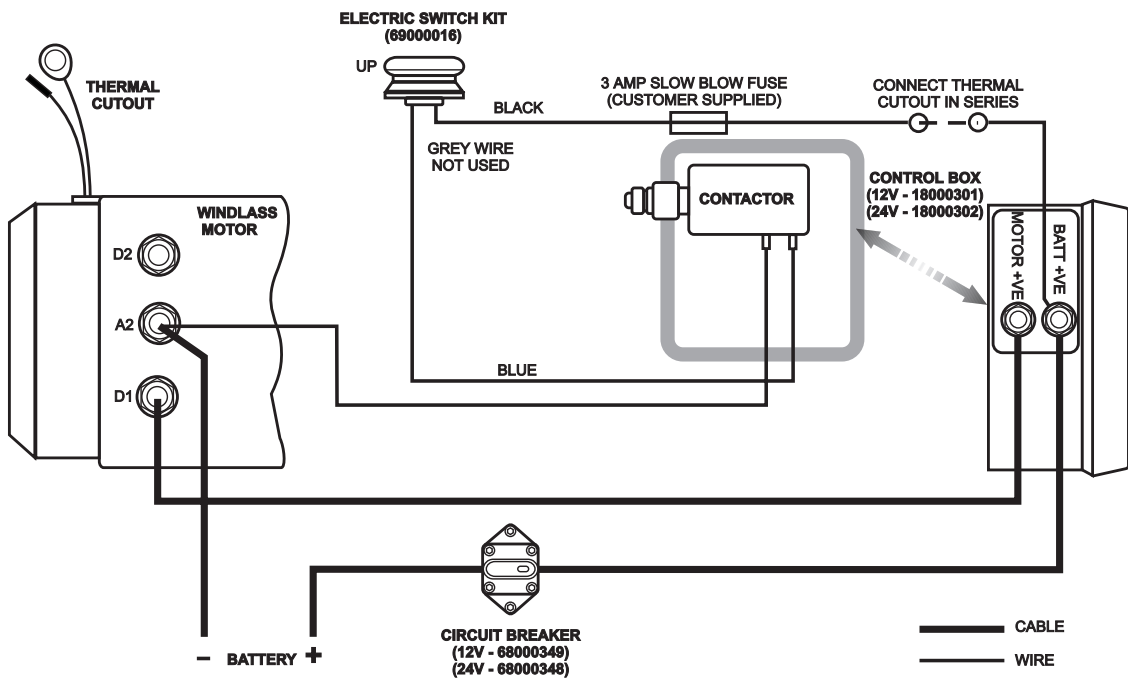 ELECTRIC SWITCH KIT
(69000016)
UP
THERMAL
CUTOUT
BLACK
3 AMP SLOW BLOW FUSE
(CUSTOMER SUPPLIED)
CONNECT THERMAL
CUTOUT IN SERIES
GREY WIRE
NOT USED
CONTACTOR
CONTROL BOX
(12V - 18000301)
(24V - 18000302)
WINDLASS
MOTOR
D2
A2
D1
MOTOR +VE
BATT +VE
BLUE
CIRCUIT BREAKER
(12V - 68000349)
(24V - 68000348)
- BATTERY +
CABLE
WIRE